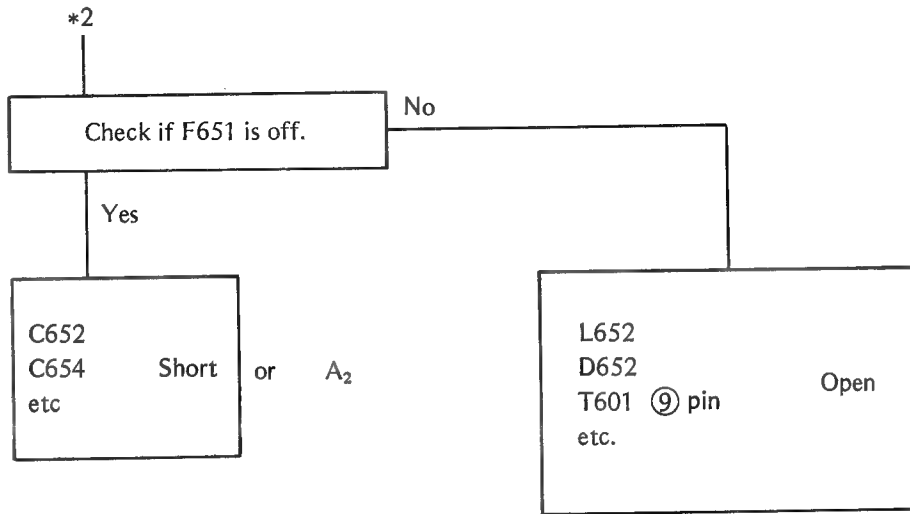 *2
Check if F651 is off.
No
Yes
C652
C654 Short
etc
or A₂
L652
D652
T601 ⑨ pin
etc.
Open